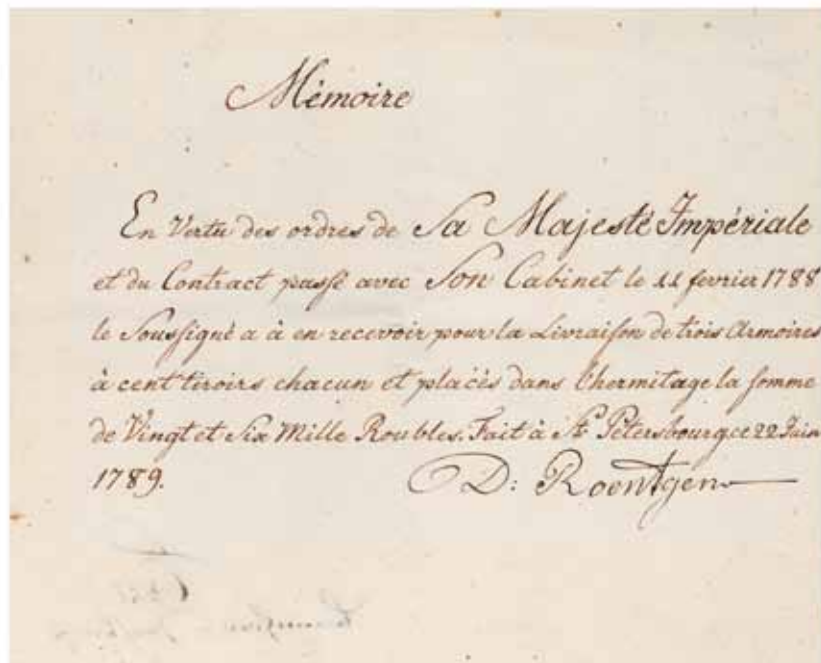 Mémoire
En Vertu des ordres de Sa Majesté Impériale
et du Contract passé avec Son Cabinet le 11 fevrier 1788
le Soussigné a à en recevoir pour la Livraison de trois Armoires
à cent tiroirs chacun et placés dans l'hermitage la somme
de Vingt et Six Mille Roubles. Fait à St Pétersbourg ce 22 Juin
1789. D: Roentgen